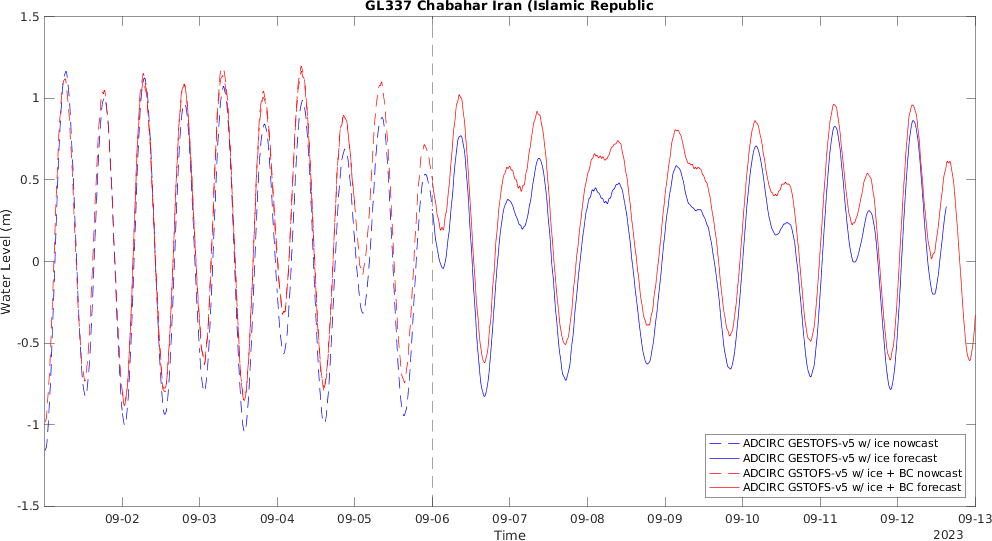 GL337 Chabahar Iran (Islamic Republic
Water Level (m)
1.5
1
0.5
0
-0.5
-1
-1.5
09-02 09-03 09-04 09-05 09-06 09-07 09-08 09-09 09-10 09-11 09-12 09-13
Time
2023
ADCIRC GESTOFS-v5 w/ ice nowcast
ADCIRC GESTOFS-v5 w/ ice forecast
ADCIRC GSTOFS-v5 w/ ice + BC nowcast
ADCIRC GSTOFS-v5 w/ ice + BC forecast